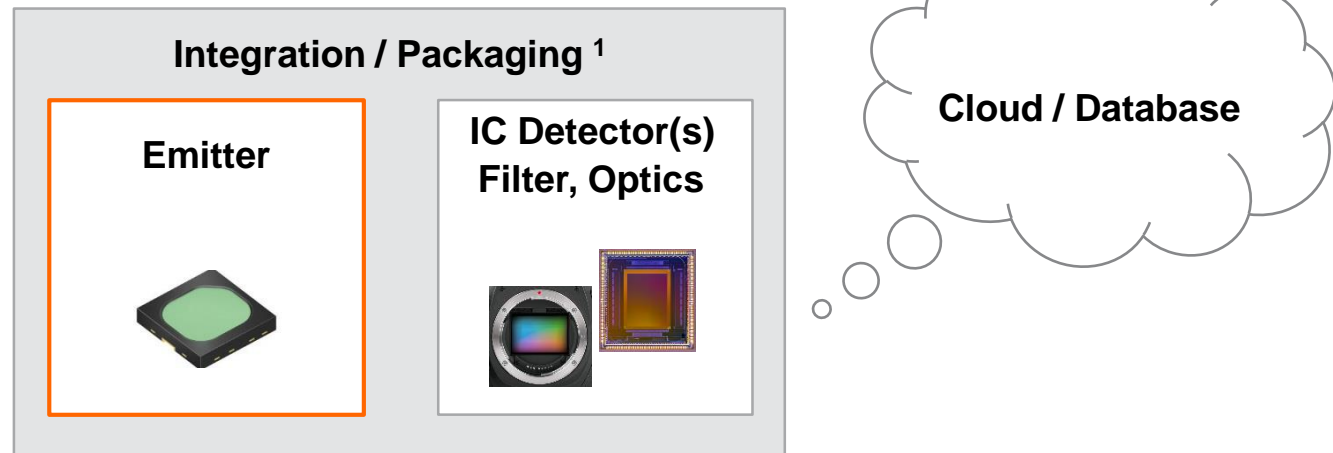 Integration / Packaging 1
Emitter
IC Detector(s)
Filter, Optics
Cloud / Database